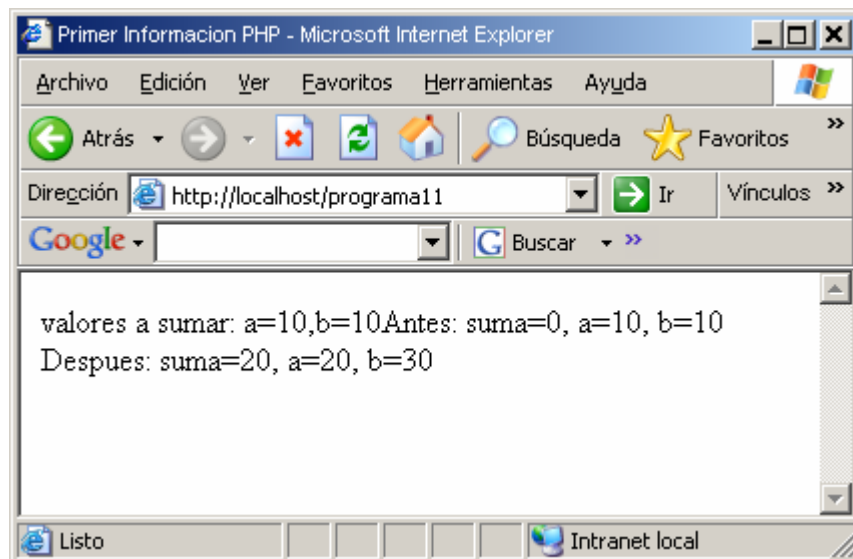 Primer Informacion PHP - Microsoft Internet Explorer
Archivo Edición Ver Favoritos Herramientas Ayuda
Atrás Búsqueda Favoritos »
Dirección http://localhost/programa11 Ir Vínculos »
Google G Buscar »
valores a sumar: a=10,b=10Antes: suma=0, a=10, b=10
Despues: suma=20, a=20, b=30
Listo Intranet local